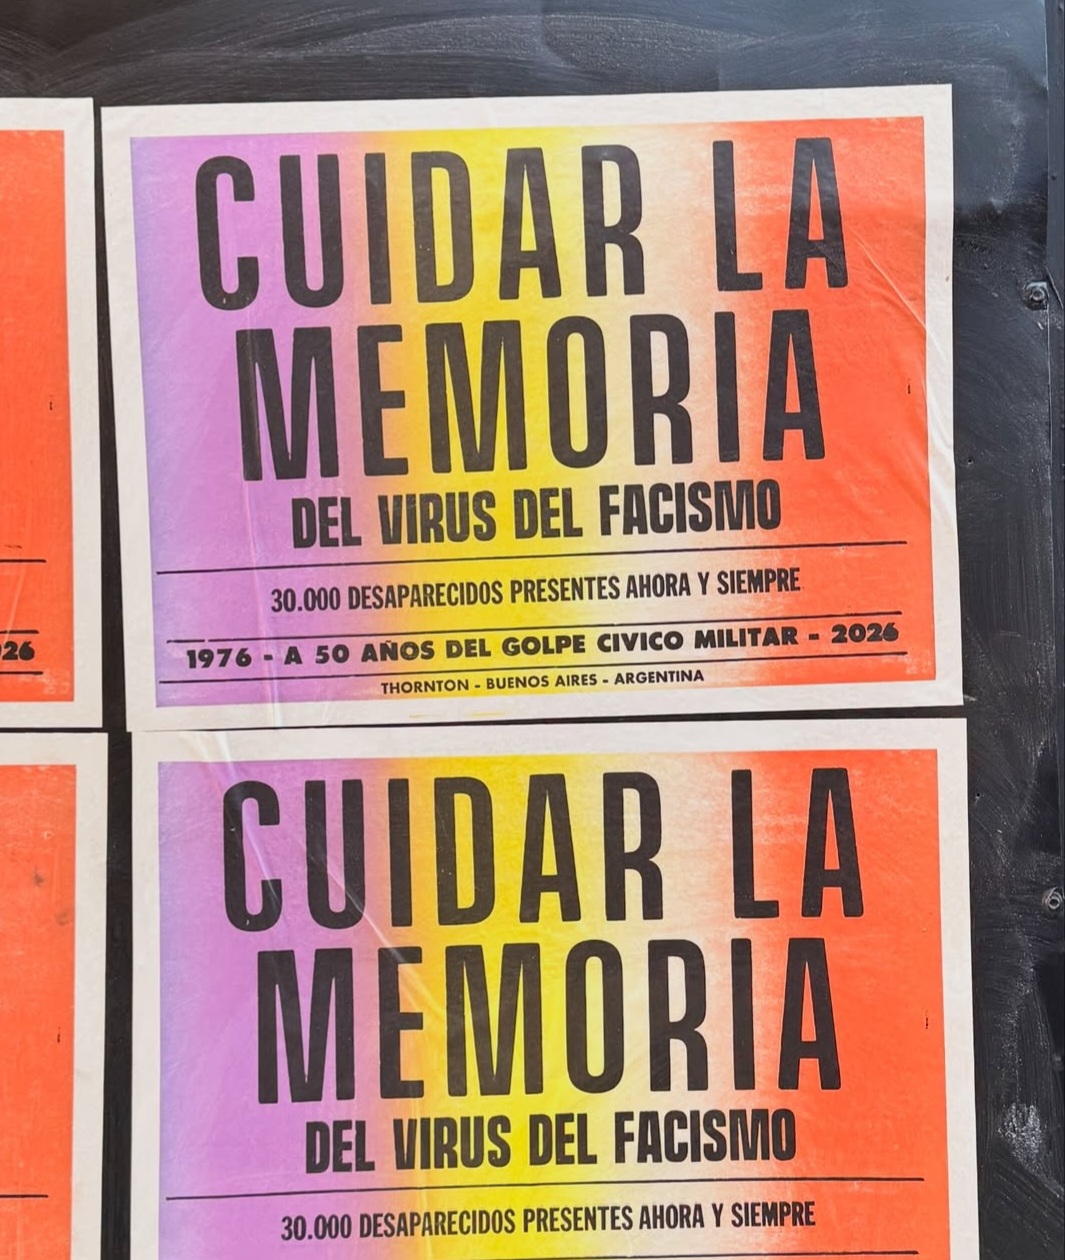 CUIDAR LA
MEMORIA
DEL VIRUS DEL FACISMO
30.000 DESAPARECIDOS PRESENTES AHORA Y SIEMPRE
1976 - A 50 AÑOS DEL GOLPE CIVICO MILITAR - 2026
THORNTON - BUENOS AIRES - ARGENTINA
26
CUIDAR LA
MEMORIA
DEL VIRUS DEL FACISMO
30.000 DESAPARECIDOS PRESENTES AHORA Y SIEMPRE